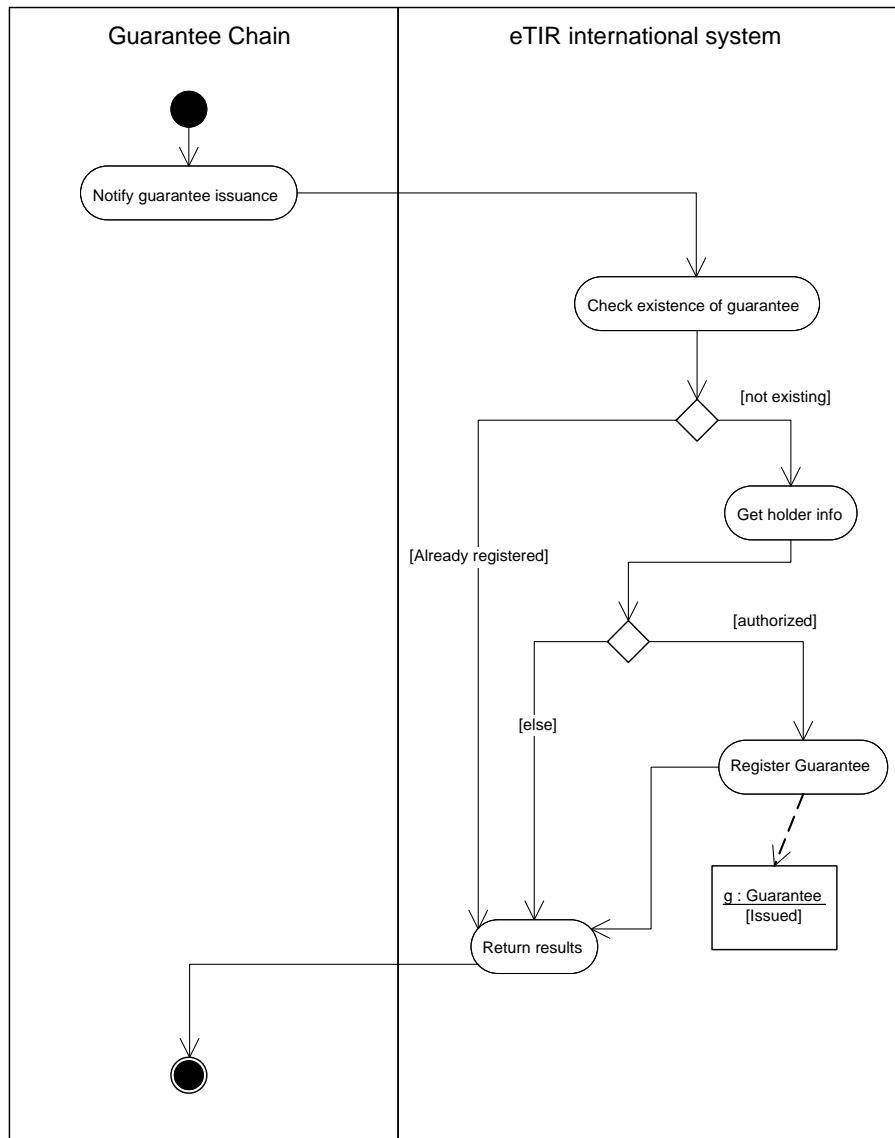 Guarantee Chain
eTIR international system
Notify guarantee issuance
Check existence of guarantee
[not existing]
Get holder info
[Already registered]
[authorized]
[else]
Register Guarantee
g : Guarantee
[Issued]
Return results